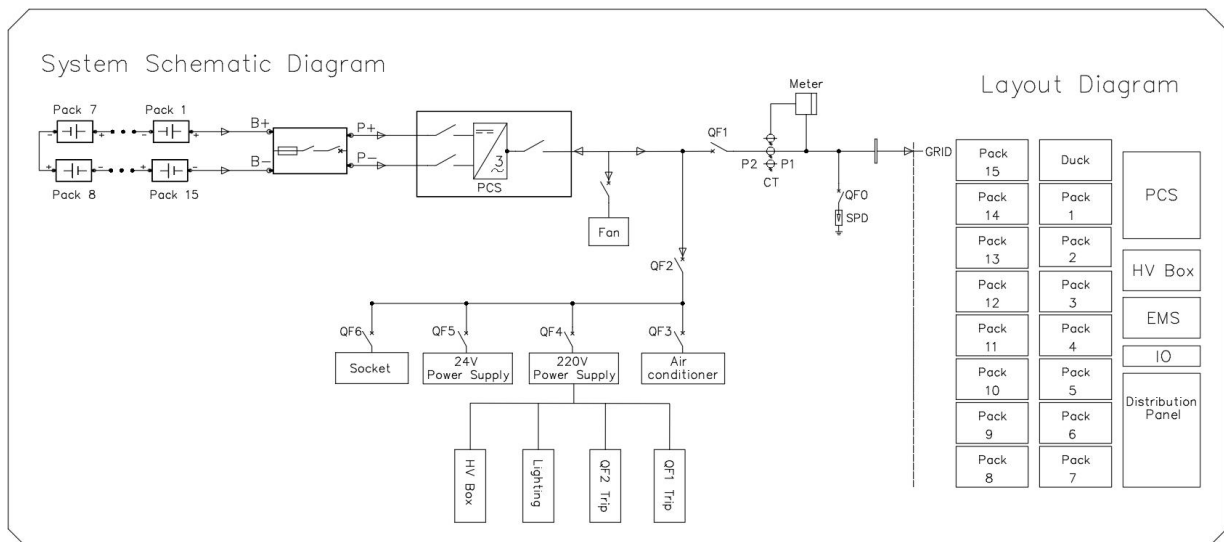 System Schematic Diagram
Layout Diagram
Meter
Pack 7
Pack 1
B+
P+
B-
P-
Pack 8
Pack 15
- + - +
+ - + -
3
PCS
QF1
P2
P1
CT
GRID
QF0
SPD
Fan
QF2
QF6
QF5
QF4
QF3
Socket
24V
Power Supply
220V
Power Supply
Air
conditioner
HV Box
Lighting
QF2 Trip
QF1 Trip
Pack
15
Duck
Pack
14
Pack
1
Pack
13
Pack
2
Pack
12
Pack
3
Pack
11
Pack
4
Pack
10
Pack
5
Pack
9
Pack
6
Pack
8
Pack
7
PCS
HV Box
EMS
IO
Distribution
Panel